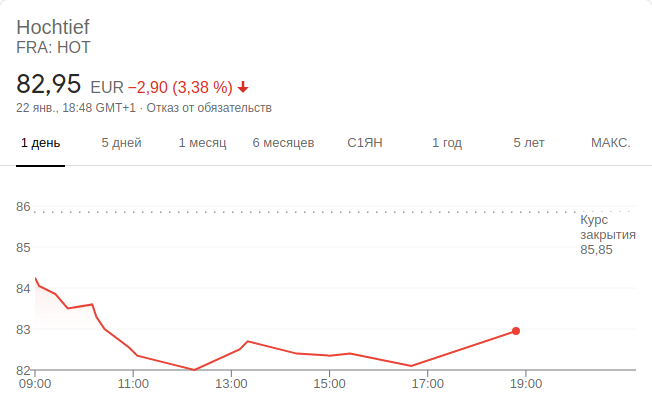 Hochtief
FRA: HOT
82,95 EUR −2,90 (3,38 %)
22 янв., 18:48 GMT+1 · Отказ от обязательств
1 день 5 дней 1 месяц 6 месяцев С1ЯН 1 год 5 лет МАКС.
86
Курс
закрытия
85,85
85
84
83
82
09:00 11:00 13:00 15:00 17:00 19:00